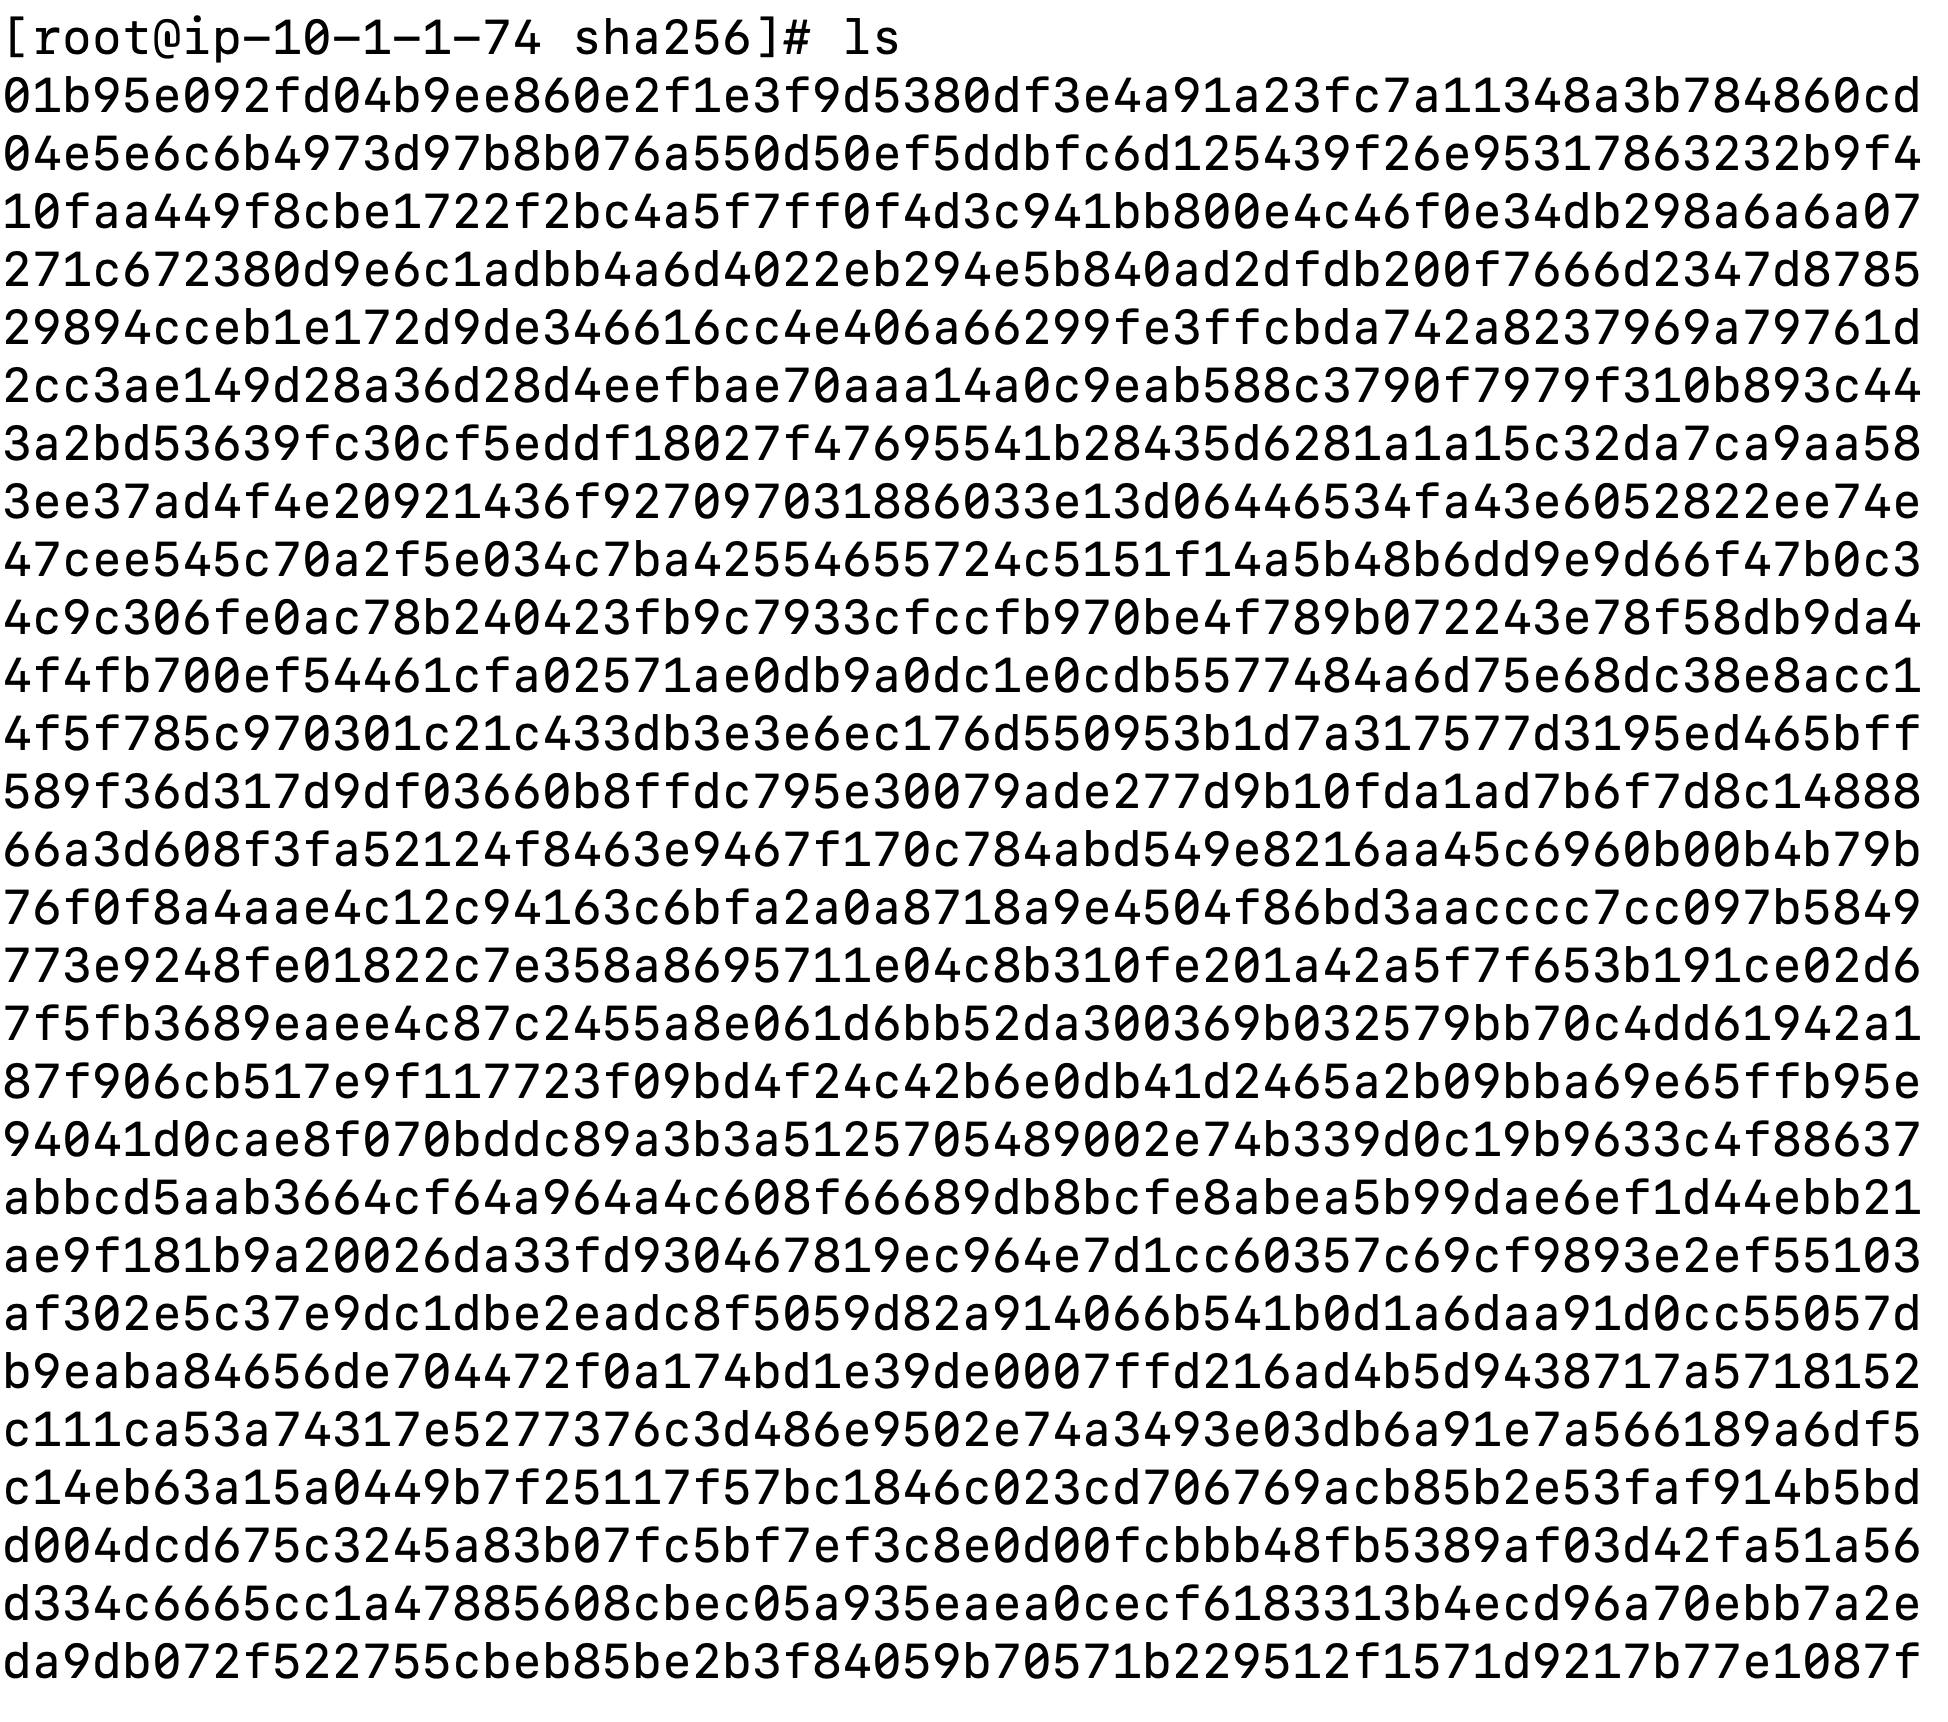 [root@ip-10-1-1-74 sha256]# ls
01b95e092fd04b9ee860e2f1e3f9d5380df3e4a91a23fc7a11348a3b784860cd
04e5e6c6b4973d97b8b076a550d50ef5ddbfc6d125439f26e95317863232b9f4
10faa449f8cbe1722f2bc4a5f7ff0f4d3c941bb800e4c46f0e34db298a6a6a07
271c672380d9e6c1adbb4a6d4022eb294e5b840ad2dfdb200f7666d2347d8785
29894cceb1e172d9de346616cc4e406a66299fe3ffcbda742a8237969a79761d
2cc3ae149d28a36d28d4eefbae70aaa14a0c9eab588c3790f7979f310b893c44
3a2bd53639fc30cf5eddf18027f47695541b28435d6281a1a15c32da7ca9aa58
3ee37ad4f4e20921436f927097031886033e13d06446534fa43e6052822ee74e
47cee545c70a2f5e034c7ba42554655724c5151f14a5b48b6dd9e9d66f47b0c3
4c9c306fe0ac78b240423fb9c7933cfccfb970be4f789b072243e78f58db9da4
4f4fb700ef54461cfa02571ae0db9a0dc1e0cdb5577484a6d75e68dc38e8acc1
4f5f785c970301c21c433db3e3e6ec176d550953b1d7a317577d3195ed465bff
589f36d317d9df03660b8ffdc795e30079ade277d9b10fda1ad7b6f7d8c14888
66a3d608f3fa52124f8463e9467f170c784abd549e8216aa45c6960b00b4b79b
76f0f8a4aae4c12c94163c6bfa2a0a8718a9e4504f86bd3aacccc7cc097b5849
773e9248fe01822c7e358a8695711e04c8b310fe201a42a5f7f653b191ce02d6
7f5fb3689eaee4c87c2455a8e061d6bb52da300369b032579bb70c4dd61942a1
87f906cb517e9f117723f09bd4f24c42b6e0db41d2465a2b09bba69e65ffb95e
94041d0cae8f070bddc89a3b3a5125705489002e74b339d0c19b9633c4f88637
abbcd5aab3664cf64a964a4c608f66689db8bcfe8abea5b99dae6ef1d44ebb21
ae9f181b9a20026da33fd930467819ec964e7d1cc60357c69cf9893e2ef55103
af302e5c37e9dc1dbe2eadc8f5059d82a914066b541b0d1a6daa91d0cc55057d
b9eaba84656de704472f0a174bd1e39de0007ffd216ad4b5d9438717a5718152
c111ca53a74317e5277376c3d486e9502e74a3493e03db6a91e7a566189a6df5
c14eb63a15a0449b7f25117f57bc1846c023cd706769acb85b2e53faf914b5bd
d004dcd675c3245a83b07fc5bf7ef3c8e0d00fcbbb48fb5389af03d42fa51a56
d334c6665cc1a47885608cbec05a935eaea0cecf6183313b4ecd96a70ebb7a2e
da9db072f522755cbeb85be2b3f84059b70571b229512f1571d9217b77e1087f